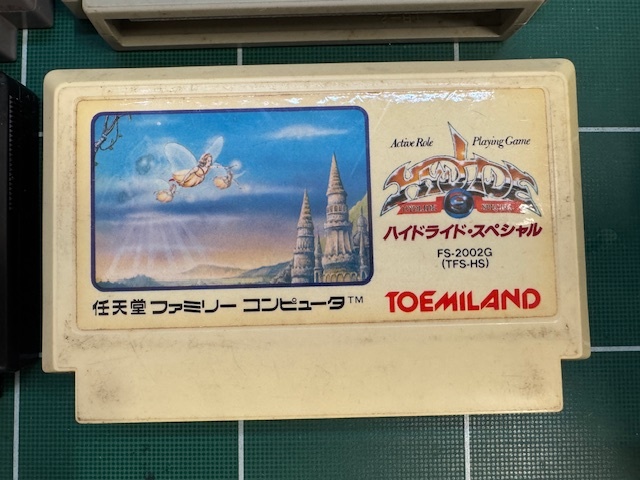 Active Role Playing Game
HYDLIDE
ハイドライド・スペシャル
FS-2002G
(TFS-HS)
任天堂 ファミリー コンピュータ™
TOEMILAND